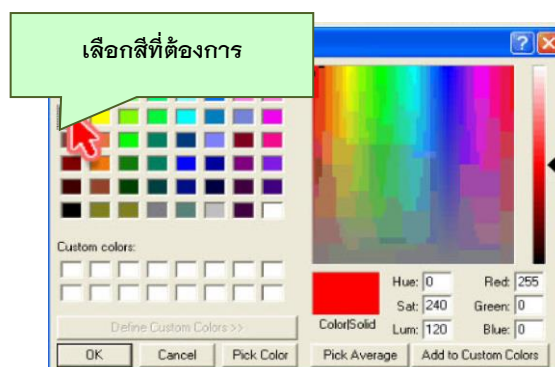 เลือกสีที่ต้องการ
Custom colors:
Define Custom Colors >>
OK Cancel Pick Color
Color|Solid
Hue: 0 Red: 255
Sat: 240 Green: 0
Lum: 120 Blue: 0
Pick Average Add to Custom Colors